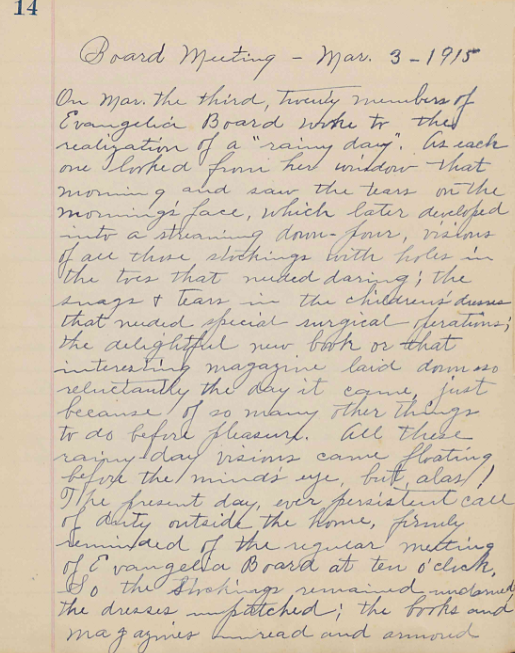 14
Board Meeting - Mar. 3-1915
On Mar. the third, twenty members of
Evangelia Board woke to the
realization of a "rainy day". As each
one looked from her window that
morning and saw the tears on the
morning's face, which later developed
into a streaming down-pour, visions
of all those stockings with holes in
the toes that needed daring; the
snags & tears in the children's dresses
that needed special surgical operations;
the delightful new book or that
interesting magazine laid down so
reluctantly the day it came, just
because of so many other things
to do before pleasure. All these
rainy-day visions came floating
before the mind's eye, but, alas!
The present day, ever persistent call
of duty outside the home, firmly
reminded of the regular meeting
of Evangelia Board at ten o'clock.
So the stockings remained undarned,
the dresses unpatched; the books and
magazines unread and armored